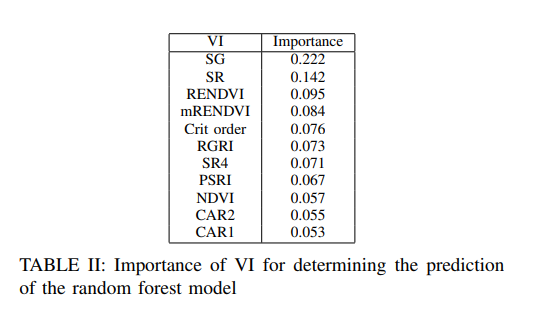 VI Importance
SG 0.222
SR 0.142
RENDVI 0.095
mRENDVI 0.084
Crit order 0.076
RGRI 0.073
SR4 0.071
PSRI 0.067
NDVI 0.057
CAR2 0.055
CAR1 0.053
TABLE II: Importance of VI for determining the prediction
of the random forest model